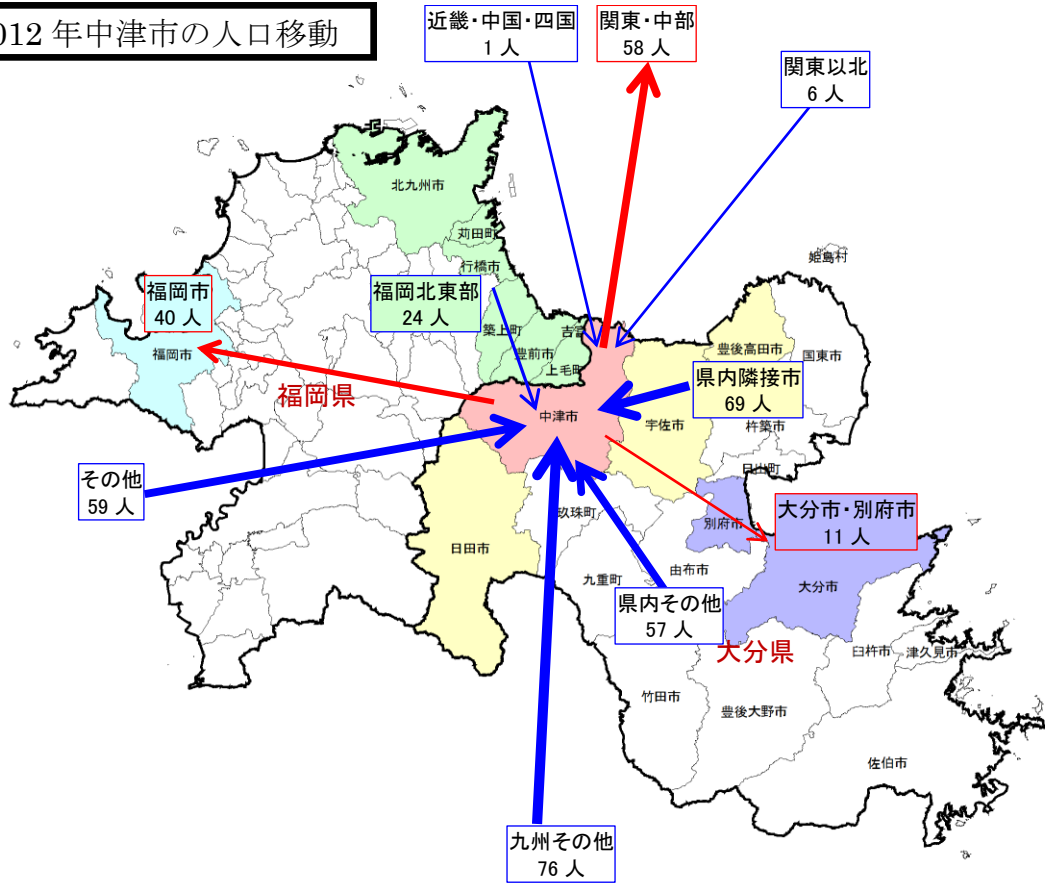 012 年中津市の人口移動
近畿・中国・四国
1 人
関東・中部
58 人
関東以北
6 人
北九州市
苅田町
行橋市
姫島村
福岡市
40 人
福岡北東部
24 人
築上町
豊前市
上毛町
福岡市
豊後高田市
国東市
県内隣接市
69 人
福岡県
中津市
宇佐市
杵築市
日出町
その他
59 人
玖珠町
別府市
大分市・別府市
11 人
日田市
九重町
由布市
大分市
県内その他
57 人
大分県
臼杵市
津久見市
竹田市
豊後大野市
佐伯市
九州その他
76 人